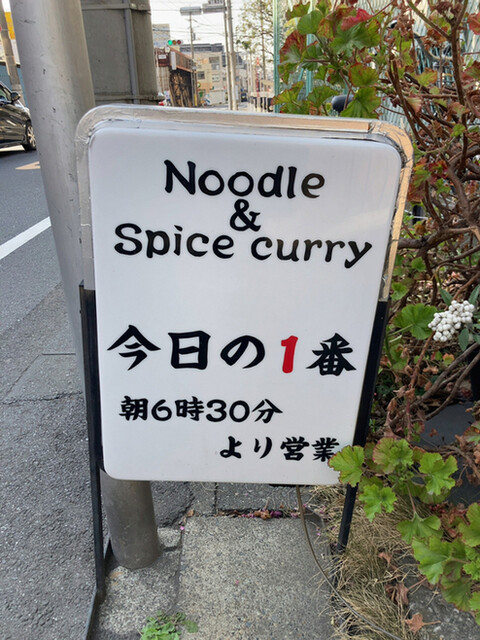 Noodle
&
Spice curry
今日の1番
朝6時30分
より営業